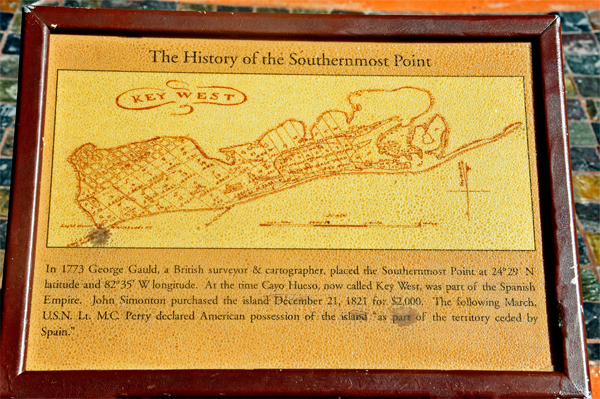 The History of the Southernmost Point
KEY WEST
In 1773 George Gauld, a British surveyor & cartographer, placed the Southernmost Point at 24°29' N
latitude and 82°35' W longitude. At the time Cayo Hueso, now called Key West, was part of the Spanish
Empire. John Simonton purchased the island December 21, 1821 for $2,000. The following March,
U.S.N. Lt. M.C. Perry declared American possession of the island "as part of the territory ceded by
Spain."